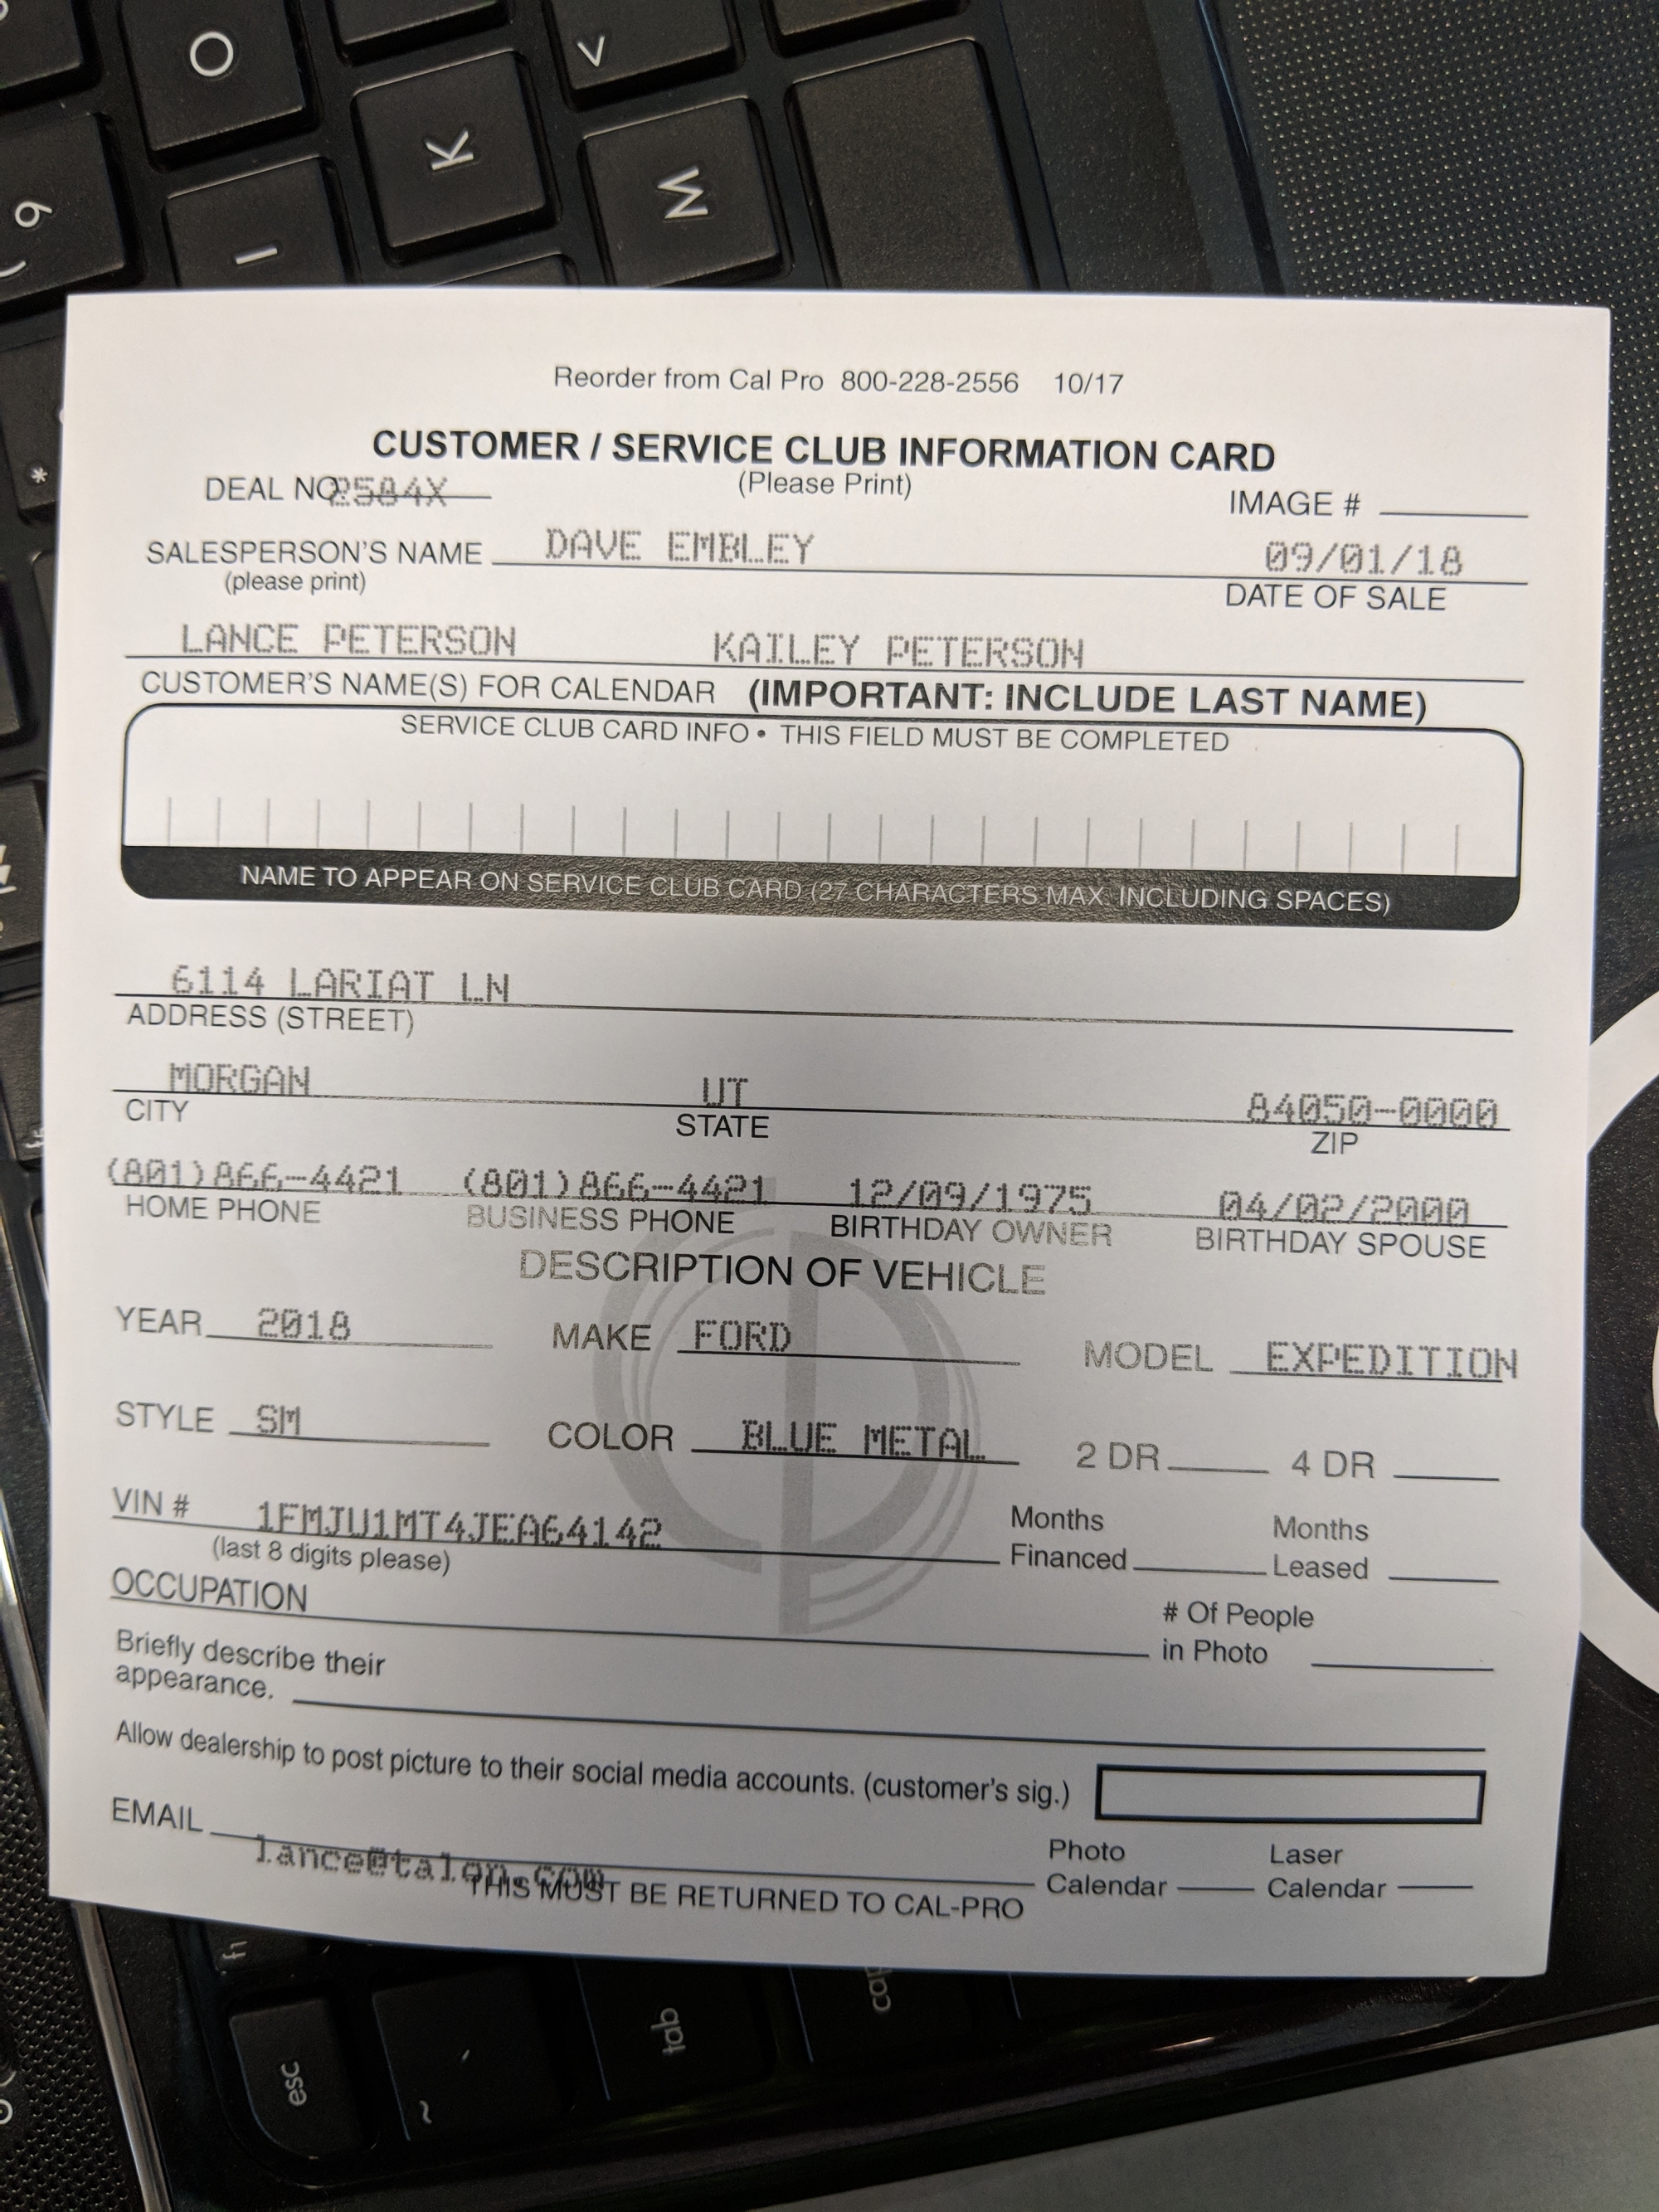 O
V
K
M
9
(
I
*
Reorder from Cal Pro 800-228-2556 10/17
CUSTOMER / SERVICE CLUB INFORMATION CARD
(Please Print)
DEAL NO. 2584X
IMAGE #
SALESPERSON'S NAME DAVE EMBLEY 09/01/18
(please print) DATE OF SALE
LANCE PETERSON KAILEY PETERSON
CUSTOMER'S NAME(S) FOR CALENDAR (IMPORTANT: INCLUDE LAST NAME)
SERVICE CLUB CARD INFO • THIS FIELD MUST BE COMPLETED
NAME TO APPEAR ON SERVICE CLUB CARD (27 CHARACTERS MAX. INCLUDING SPACES)
6114 LARIAT LN
ADDRESS (STREET)
MORGAN UT 84050-0000
CITY STATE ZIP
(801)866-4421 (801)866-4421 12/09/1975 04/02/2000
HOME PHONE BUSINESS PHONE BIRTHDAY OWNER BIRTHDAY SPOUSE
DESCRIPTION OF VEHICLE
YEAR 2018 MAKE FORD MODEL EXPEDITION
STYLE SM COLOR BLUE METAL 2 DR 4 DR
VIN # 1FMJU1MT4JEA64142 Months Financed Months Leased
(last 8 digits please)
OCCUPATION # Of People in Photo
Briefly describe their
appearance.
Allow dealership to post picture to their social media accounts. (customer's sig.)
EMAIL lance@talon.com Photo Calendar Laser Calendar
THIS MUST BE RETURNED TO CAL-PRO
esc
~
tab